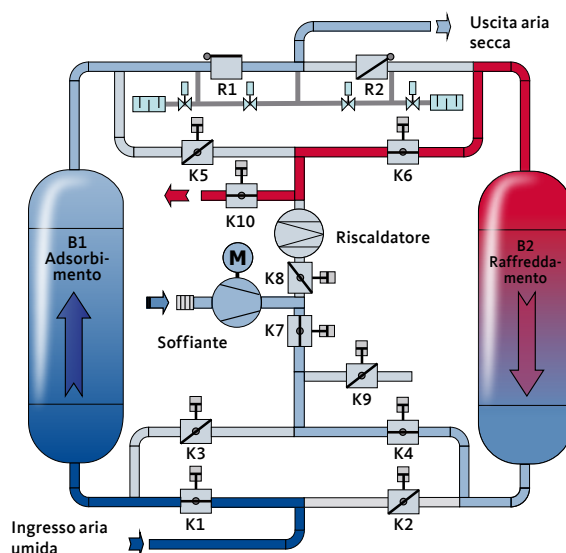 Uscita aria
secca
R1
R2
K5
K6
K10
B1
Adsorbi-
mento
B2
Raffredda-
mento
Riscaldatore
M
K8
Soffiante
K7
K9
K3
K4
K1
K2
Ingresso aria
umida